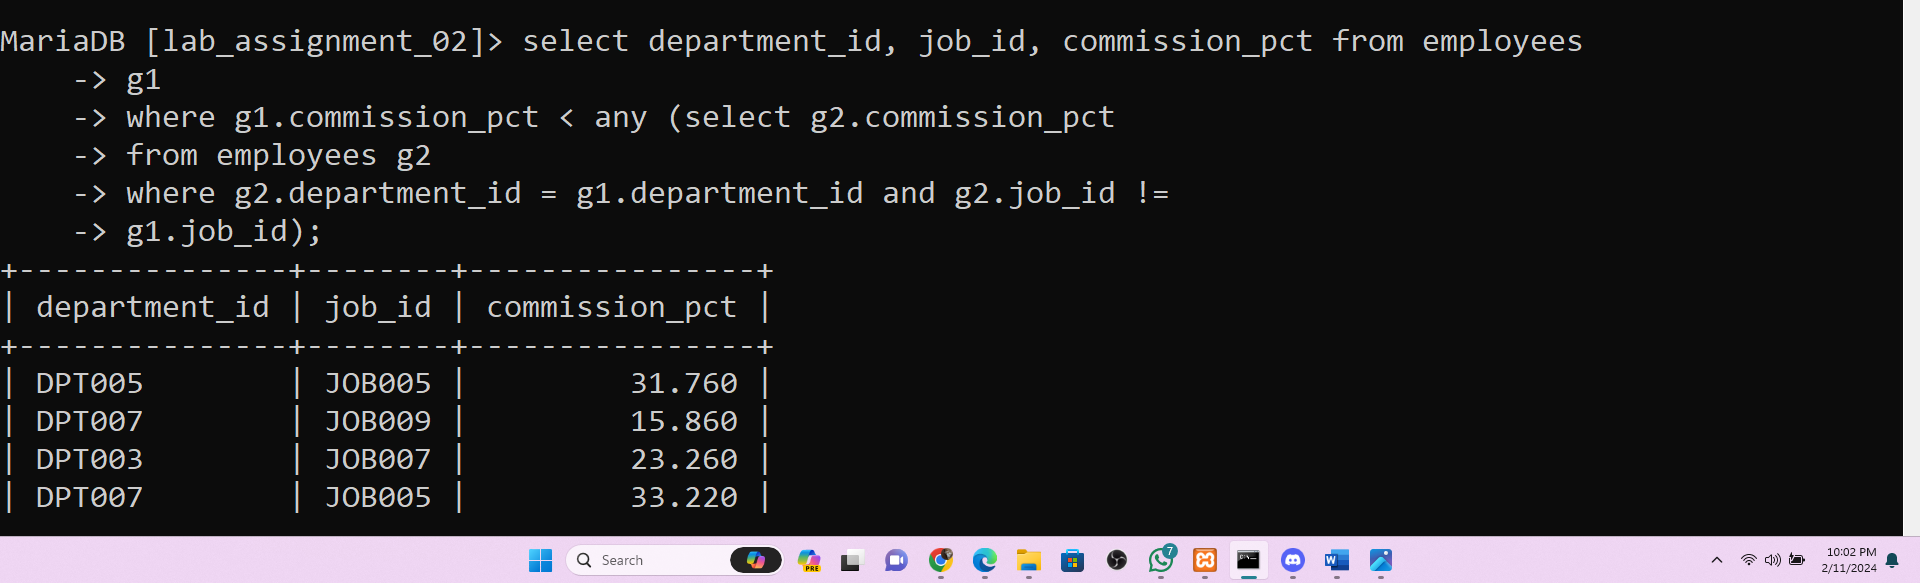 MariaDB [lab_assignment_02]> select department_id, job_id, commission_pct from employees
    -> g1
    -> where g1.commission_pct < any (select g2.commission_pct
    -> from employees g2
    -> where g2.department_id = g1.department_id and g2.job_id !=
    -> g1.job_id);
+---------------+--------+----------------+
| department_id | job_id | commission_pct |
+---------------+--------+----------------+
| DPT005        | JOB005 |         31.760 |
| DPT007        | JOB009 |         15.860 |
| DPT003        | JOB007 |         23.260 |
| DPT007        | JOB005 |         33.220 |
Search
PRE
7
10:02 PM
2/11/2024